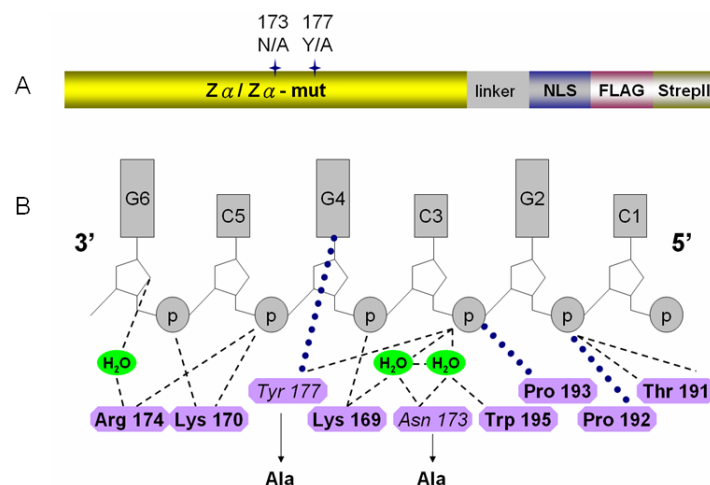 173 177
N/A Y/A
A
Zα / Zα - mut linker NLS FLAG StrepII
B
G6 C5 G4 C3 G2 C1
3’ 5’
p p p p p p
H₂O H₂O H₂O
Tyr 177 Pro 193 Thr 191
Arg 174 Lys 170 Lys 169 Asn 173 Trp 195 Pro 192
Ala Ala